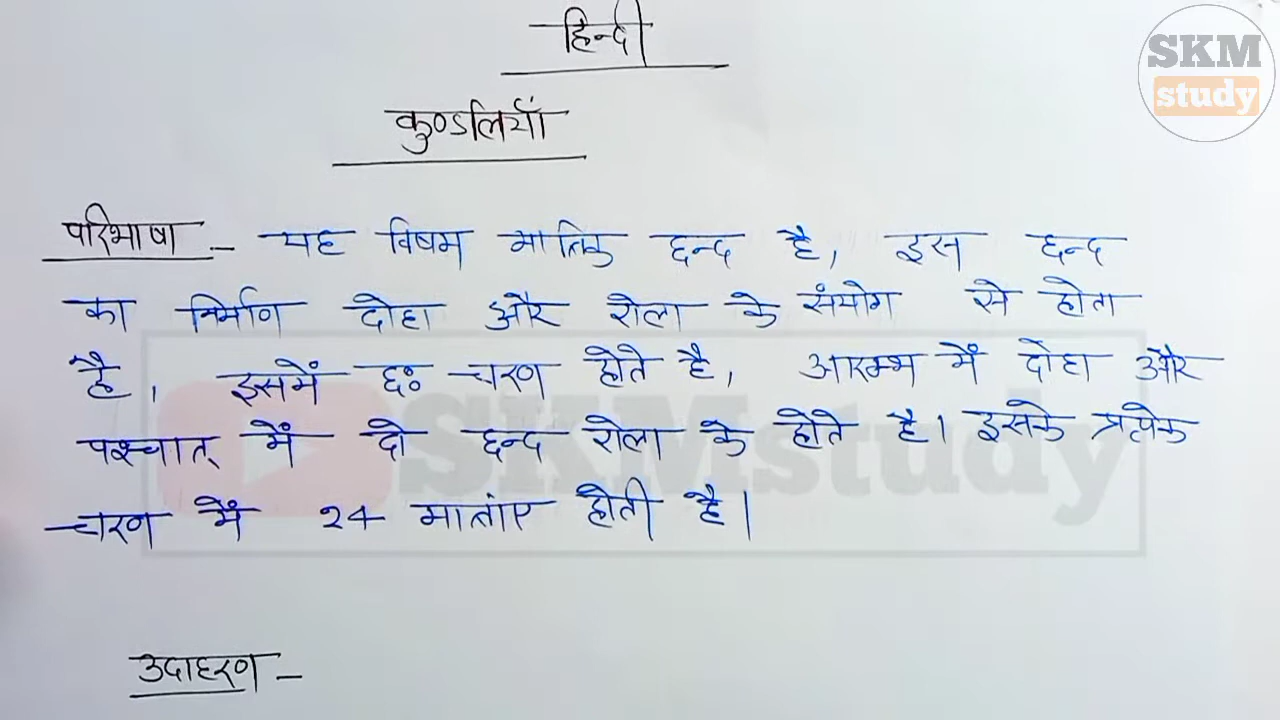 हिन्दी
SKM
study
कुण्डलियाँ
परिभाषा - यह विषम मात्रिक छन्द है, इस छन्द
का निर्माण दोहा और रोला के संयोग से होता
है, इसमें छः चरण होते है, आरम्भ में दोहा और
पश्चात् में दो छन्द रोला के होते है। इसके प्रत्येक
चरण में 24 मात्राएं होती है।
SKMstudy
उदाहरण -